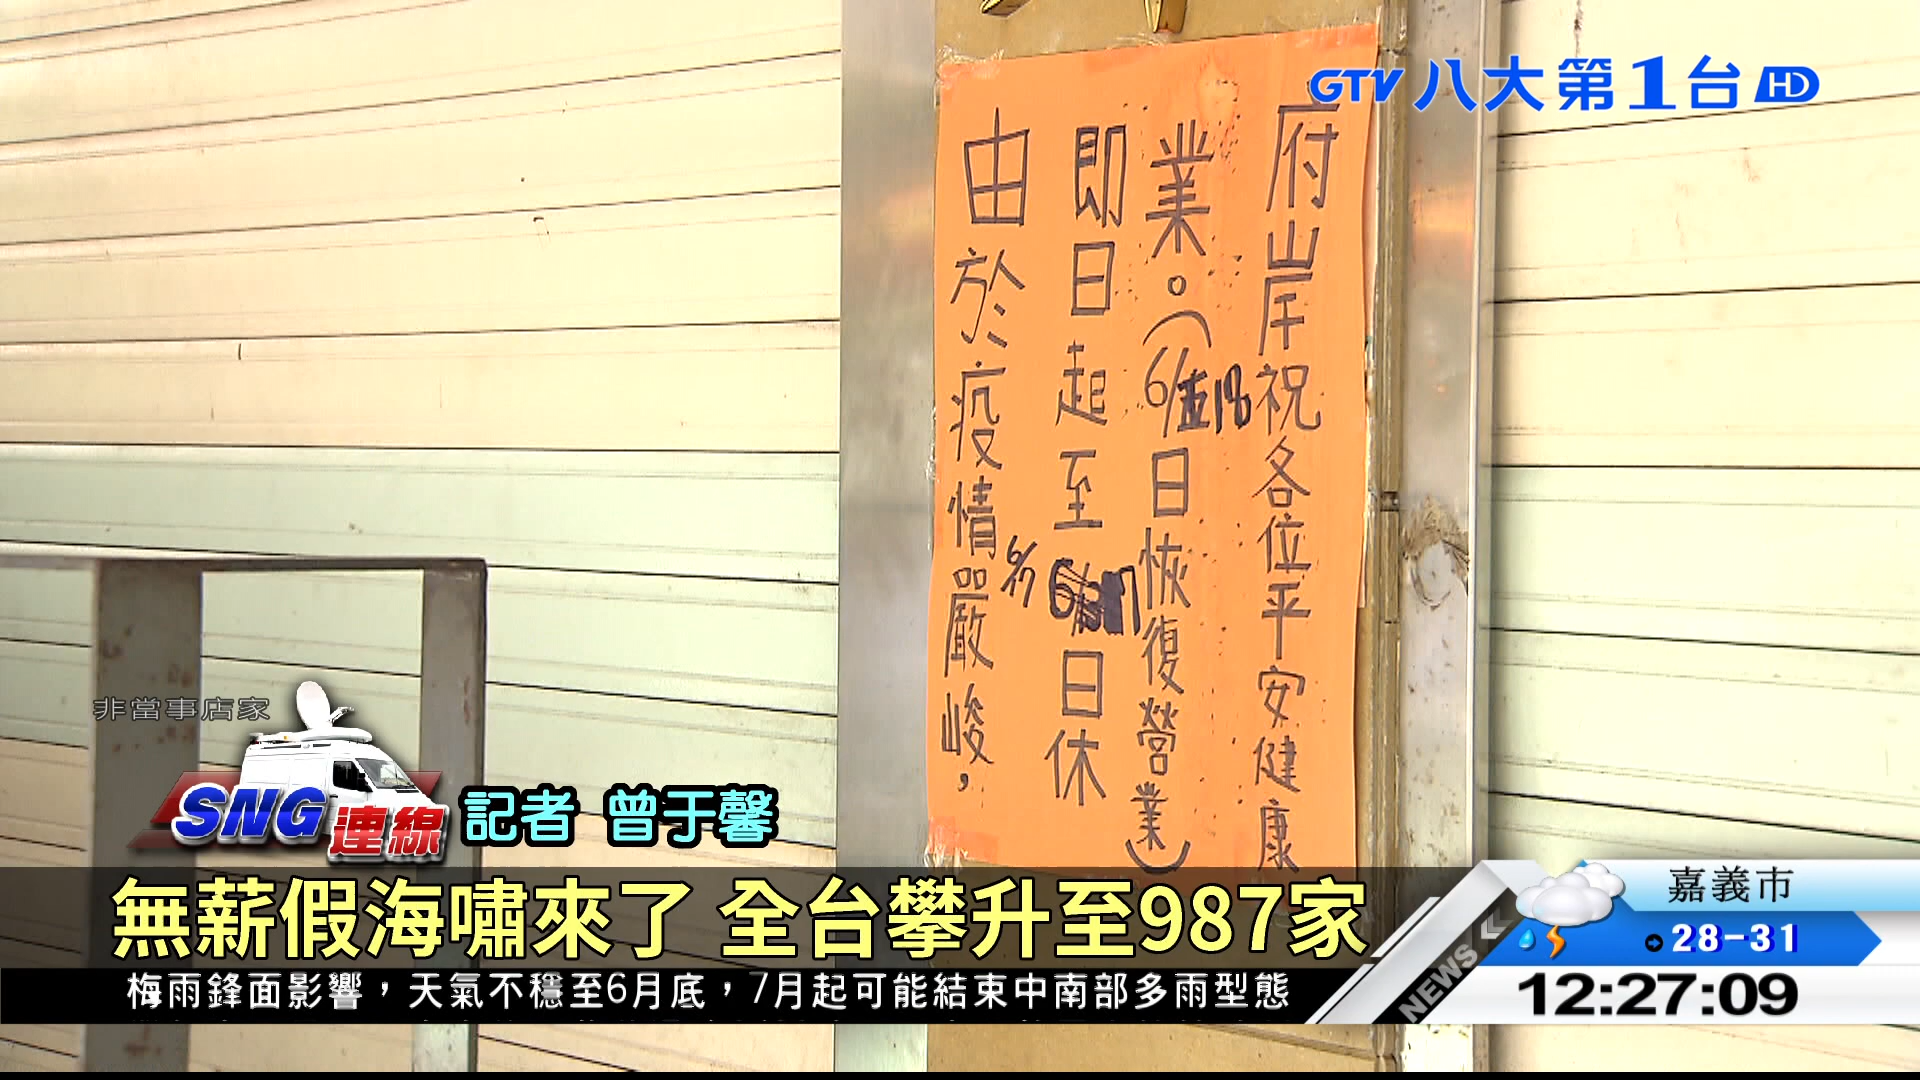 GTV 八大第1台 HD
府山岸祝各位平安健康
業。(6/18日恢復營業)
即日起至6/17日休
由於疫情嚴峻,
非當事店家
SNG 連線 記者 曾于馨
無薪假海嘯來了 全台攀升至987家
嘉義市
28-31
梅雨鋒面影響，天氣不穩至6月底，7月起可能結束中南部多雨型態
NEWS
12:27:09